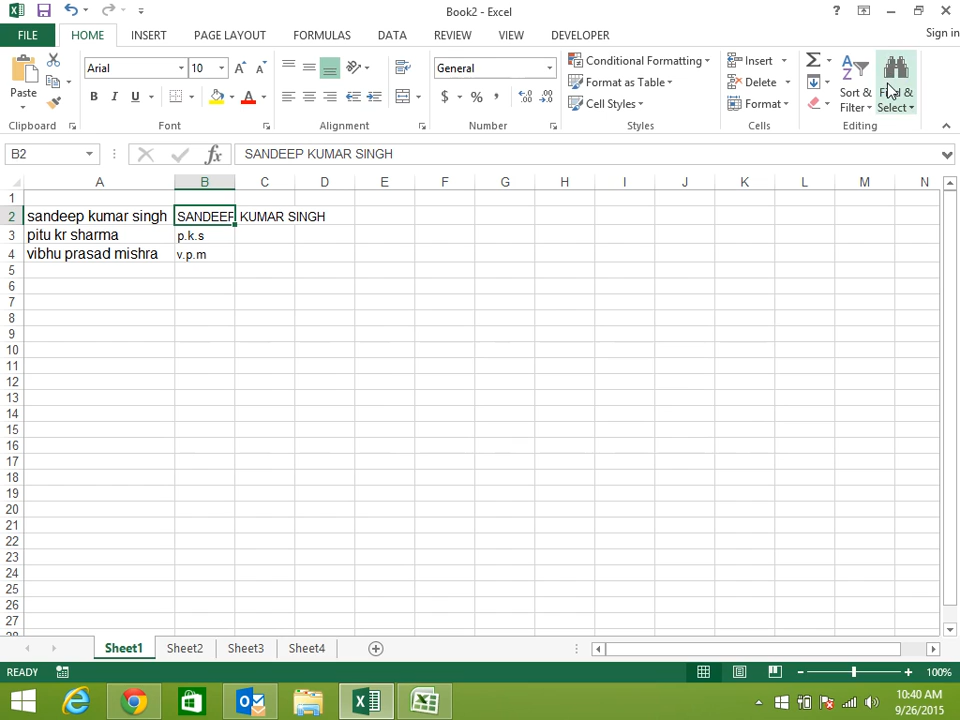 Book2 - Excel
?
Sign in
FILE HOME INSERT PAGE LAYOUT FORMULAS DATA REVIEW VIEW DEVELOPER
Paste
Arial 10
B I U A
General
$ % ,
Conditional Formatting
Format as Table
Cell Styles
Insert
Delete
Format
Sort &
Filter
Find &
Select
Clipboard Font Alignment Number Styles Cells Editing
B2 fx SANDEEP KUMAR SINGH
A B C D E F G H I J K L M N
1
2 sandeep kumar singh SANDEEP KUMAR SINGH
3 pitu kr sharma p.k.s
4 vibhu prasad mishra v.p.m
5
6
7
8
9
10
11
12
13
14
15
16
17
18
19
20
21
22
23
24
25
26
27
28
Sheet1 Sheet2 Sheet3 Sheet4
READY 100%
10:40 AM
9/26/2015